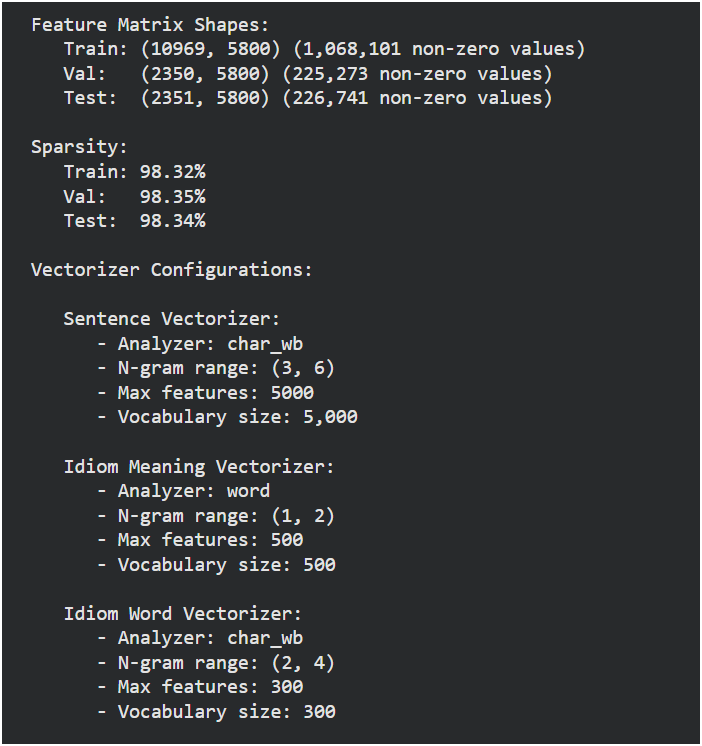 Feature Matrix Shapes:
Train: (10969, 5800) (1,068,101 non-zero values)
Val: (2350, 5800) (225,273 non-zero values)
Test: (2351, 5800) (226,741 non-zero values)
Sparsity:
Train: 98.32%
Val: 98.35%
Test: 98.34%
Vectorizer Configurations:
Sentence Vectorizer:
- Analyzer: char_wb
- N-gram range: (3, 6)
- Max features: 5000
- Vocabulary size: 5,000
Idiom Meaning Vectorizer:
- Analyzer: word
- N-gram range: (1, 2)
- Max features: 500
- Vocabulary size: 500
Idiom Word Vectorizer:
- Analyzer: char_wb
- N-gram range: (2, 4)
- Max features: 300
- Vocabulary size: 300